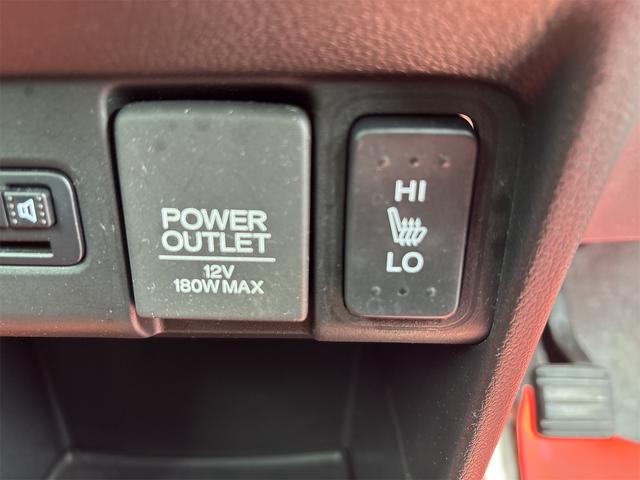 POWER
OUTLET
12V
180W MAX
HI
LO